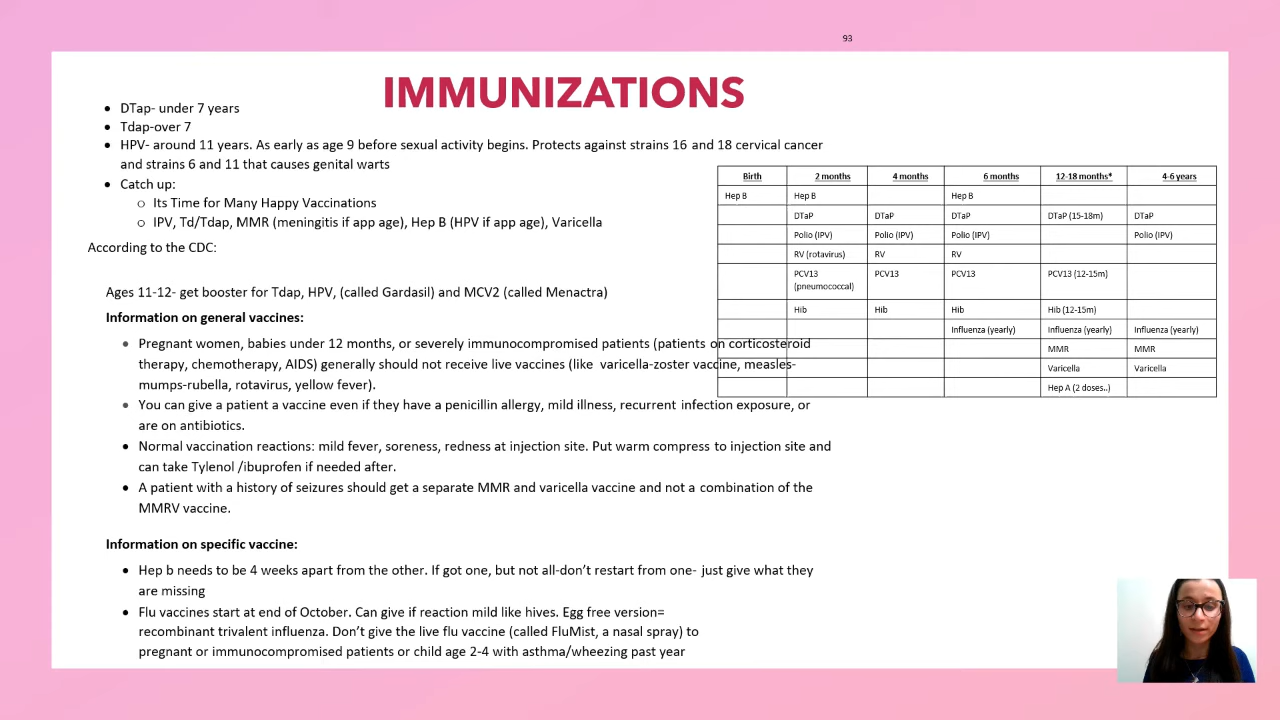 93
IMMUNIZATIONS
• DTap- under 7 years
• Tdap-over 7
• HPV- around 11 years. As early as age 9 before sexual activity begins. Protects against strains 16 and 18 cervical cancer
and strains 6 and 11 that causes genital warts
• Catch up:
o Its Time for Many Happy Vaccinations
o IPV, Td/Tdap, MMR (meningitis if app age), Hep B (HPV if app age), Varicella
According to the CDC:
Ages 11-12- get booster for Tdap, HPV, (called Gardasil) and MCV2 (called Menactra)
Information on general vaccines:
• Pregnant women, babies under 12 months, or severely immunocompromised patients (patients on corticosteroid
therapy, chemotherapy, AIDS) generally should not receive live vaccines (like varicella-zoster vaccine, measles-
mumps-rubella, rotavirus, yellow fever).
• You can give a patient a vaccine even if they have a penicillin allergy, mild illness, recurrent infection exposure, or
are on antibiotics.
• Normal vaccination reactions: mild fever, soreness, redness at injection site. Put warm compress to injection site and
can take Tylenol /ibuprofen if needed after.
• A patient with a history of seizures should get a separate MMR and varicella vaccine and not a combination of the
MMRV vaccine.
Information on specific vaccine:
• Hep b needs to be 4 weeks apart from the other. If got one, but not all-don't restart from one- just give what they
are missing
• Flu vaccines start at end of October. Can give if reaction mild like hives. Egg free version=
recombinant trivalent influenza. Don't give the live flu vaccine (called FluMist, a nasal spray) to
pregnant or immunocompromised patients or child age 2-4 with asthma/wheezing past year
Birth 2 months 4 months 6 months 12-18 months* 4-6 years
Hep B Hep B Hep B
DTaP DTaP DTaP DTaP (15-18m) DTaP
Polio (IPV) Polio (IPV) Polio (IPV) Polio (IPV)
RV (rotavirus) RV RV
PCV13 PCV13 PCV13 PCV13 (12-15m)
(pneumococcal)
Hib Hib Hib Hib (12-15m)
Influenza (yearly) Influenza (yearly) Influenza (yearly)
MMR MMR
Varicella Varicella
Hep A (2 doses..)